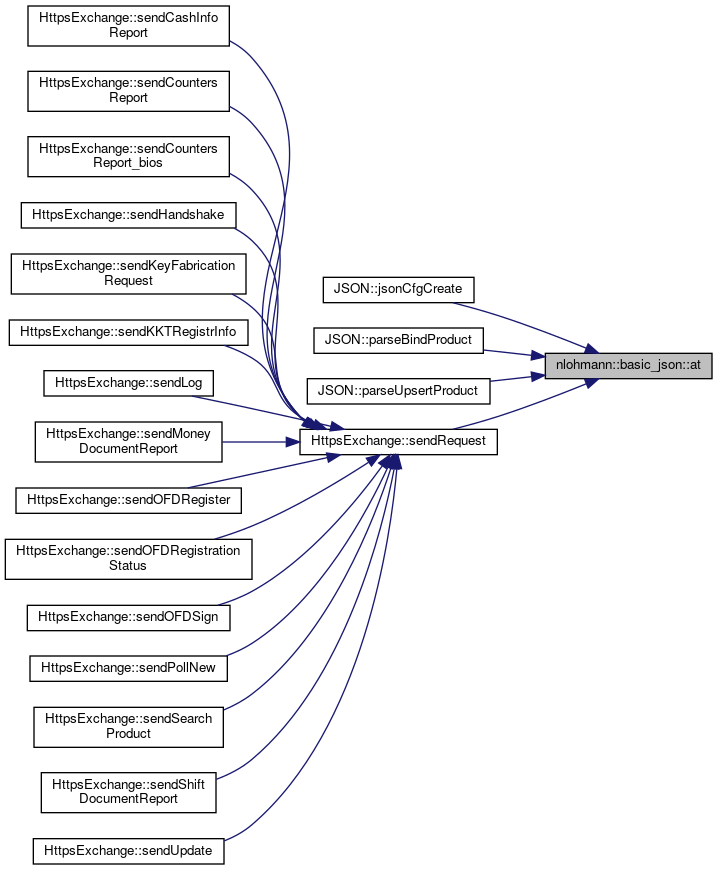 HttpsExchange::sendCashInfo
Report
HttpsExchange::sendCounters
Report
HttpsExchange::sendCounters
Report_bios
HttpsExchange::sendHandshake
HttpsExchange::sendKeyFabrication
Request
HttpsExchange::sendKKTRegistrInfo
HttpsExchange::sendLog
HttpsExchange::sendMoney
DocumentReport
HttpsExchange::sendOFDRegister
HttpsExchange::sendOFDRegistration
Status
HttpsExchange::sendOFDSign
HttpsExchange::sendPollNew
HttpsExchange::sendSearch
Product
HttpsExchange::sendShift
DocumentReport
HttpsExchange::sendUpdate
JSON::jsonCfgCreate
JSON::parseBindProduct
JSON::parseUpsertProduct
HttpsExchange::sendRequest
nlohmann::basic_json::at